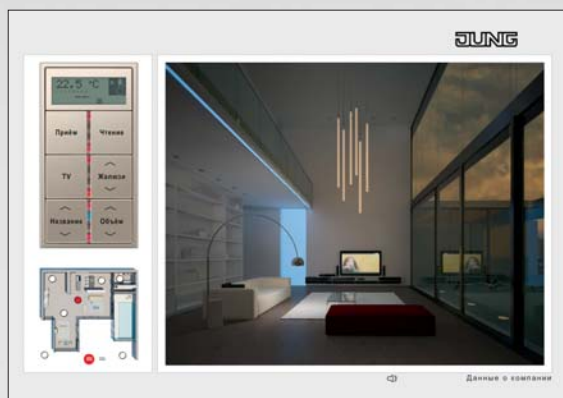 JUNG
22.5 °C
Приём Чтение
TV Жалюзи
Название Объём
Данные о компании